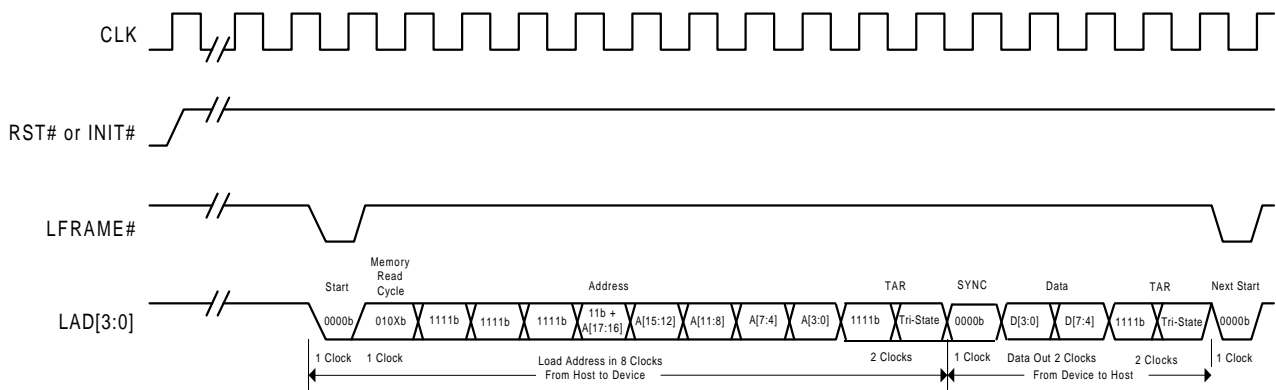 CLK
RST# or INIT#
LFRAME#
Memory
Read
Cycle
Start
Address
TAR
SYNC
Data
TAR
Next Start
LAD[3:0]
0000b
010Xb
1111b
1111b
1111b
11b +
A[17:16]
A[15:12]
A[11:8]
A[7:4]
A[3:0]
1111b
Tri-State
0000b
D[3:0]
D[7:4]
1111b
Tri-State
0000b
1 Clock
1 Clock
Load Address in 8 Clocks
2 Clocks
1 Clock
Data Out 2 Clocks
2 Clocks
1 Clock
From Host to Device
From Device to Host